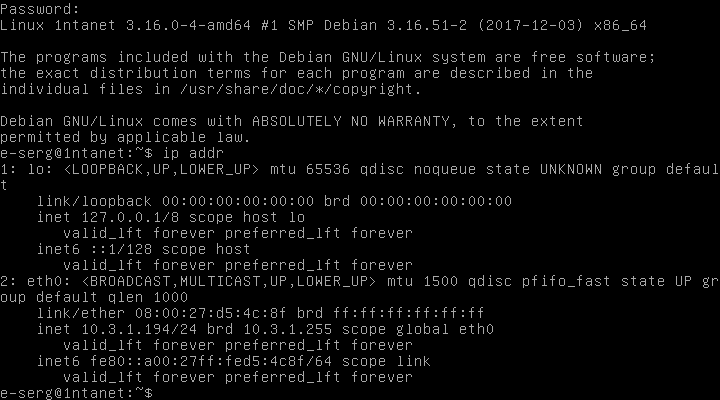 Password:
Linux 1ntanet 3.16.0-4-amd64 #1 SMP Debian 3.16.51-2 (2017-12-03) x86_64
The programs included with the Debian GNU/Linux system are free software;
the exact distribution terms for each program are described in the
individual files in /usr/share/doc/*/copyright.
Debian GNU/Linux comes with ABSOLUTELY NO WARRANTY, to the extent
permitted by applicable law.
e-serg@1ntanet:~$ ip addr
1: lo: <LOOPBACK,UP,LOWER_UP> mtu 65536 qdisc noqueue state UNKNOWN group defaul
t
    link/loopback 00:00:00:00:00:00 brd 00:00:00:00:00:00
    inet 127.0.0.1/8 scope host lo
       valid_lft forever preferred_lft forever
    inet6 ::1/128 scope host
       valid_lft forever preferred_lft forever
2: eth0: <BROADCAST,MULTICAST,UP,LOWER_UP> mtu 1500 qdisc pfifo_fast state UP gr
oup default qlen 1000
    link/ether 08:00:27:d5:4c:8f brd ff:ff:ff:ff:ff:ff
    inet 10.3.1.194/24 brd 10.3.1.255 scope global eth0
       valid_lft forever preferred_lft forever
    inet6 fe80::a00:27ff:fed5:4c8f/64 scope link
       valid_lft forever preferred_lft forever
e-serg@1ntanet:~$